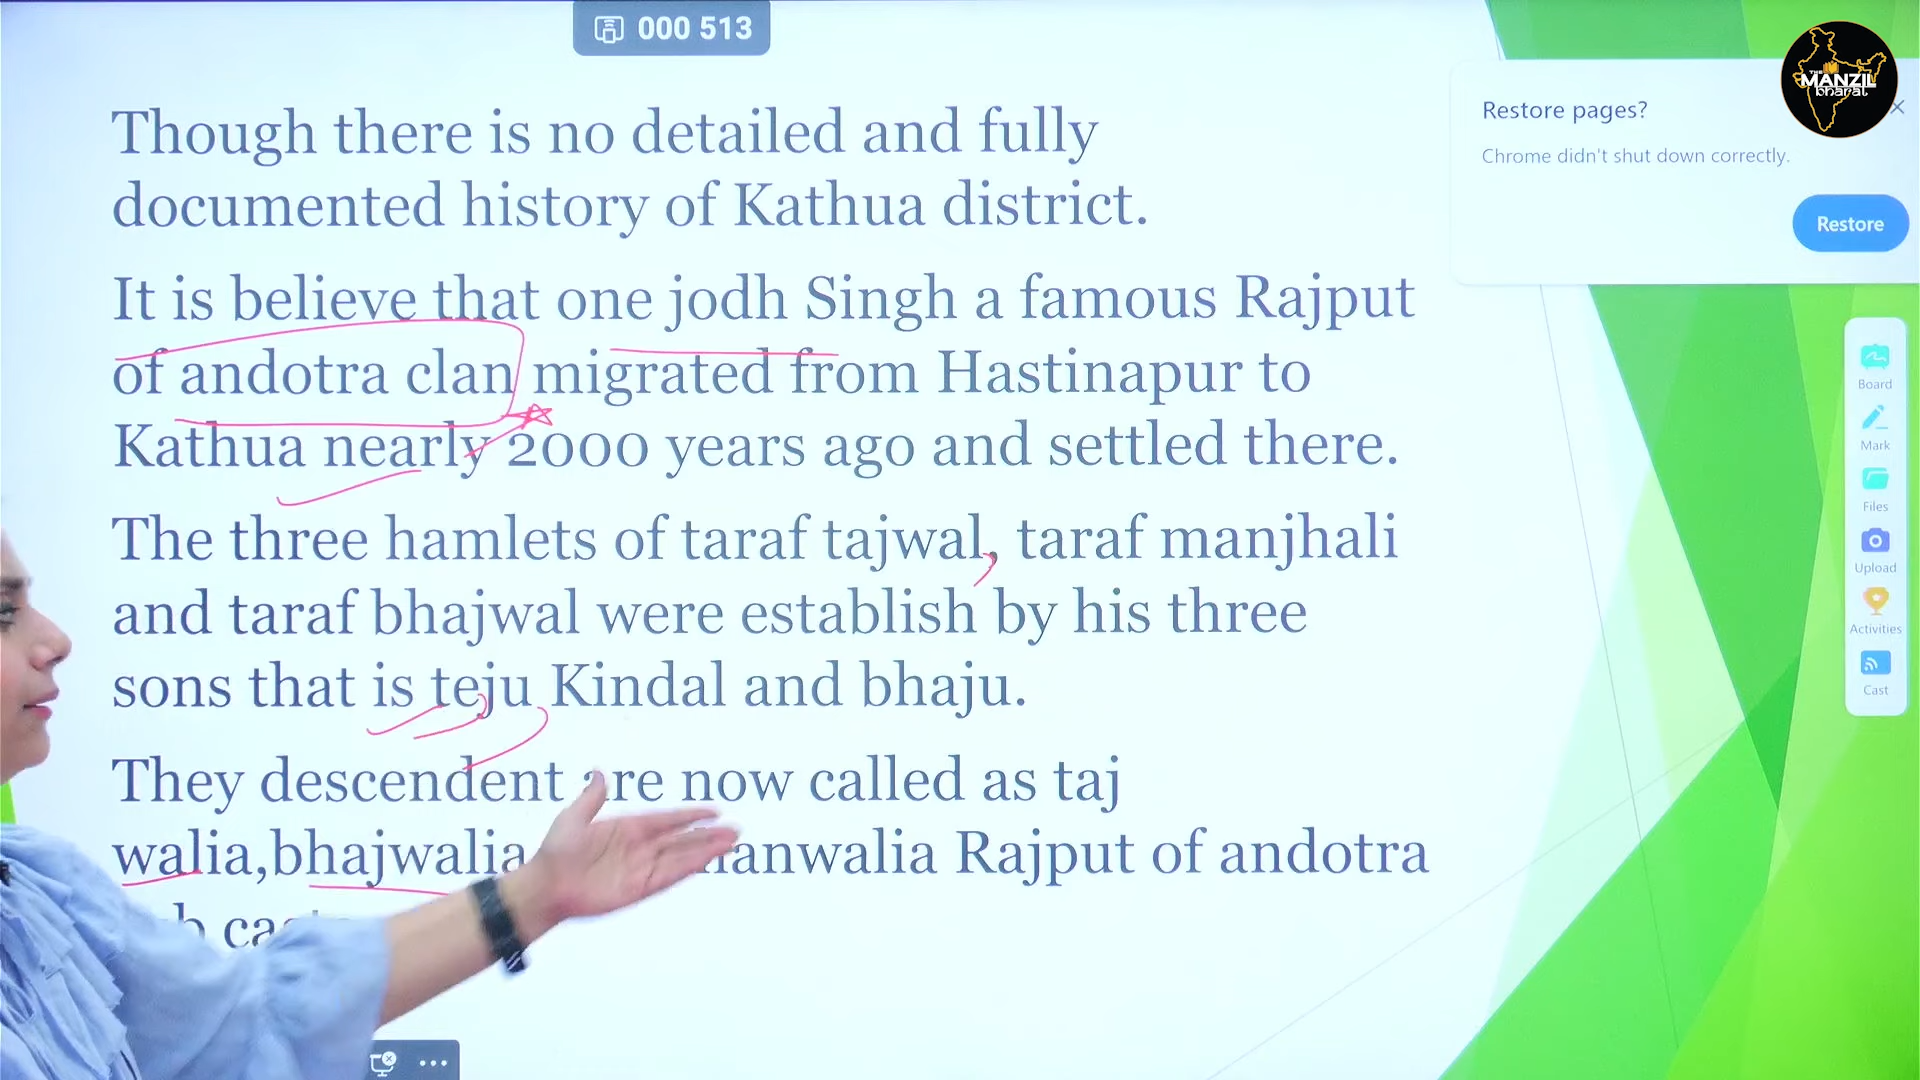 000 513
THE MANZIL
bharat
Restore pages?
Chrome didn't shut down correctly.
Restore
Though there is no detailed and fully
documented history of Kathua district.
It is believe that one jodh Singh a famous Rajput
of andotra clan migrated from Hastinapur to
Kathua nearly 2000 years ago and settled there.
The three hamlets of taraf tajwal, taraf manjhali
and taraf bhajwal were establish by his three
sons that is teju Kindal and bhaju.
They descendent are now called as taj
walia,bhajwalia Rajput of andotra
Board
Mark
Files
Upload
Activities
Cast